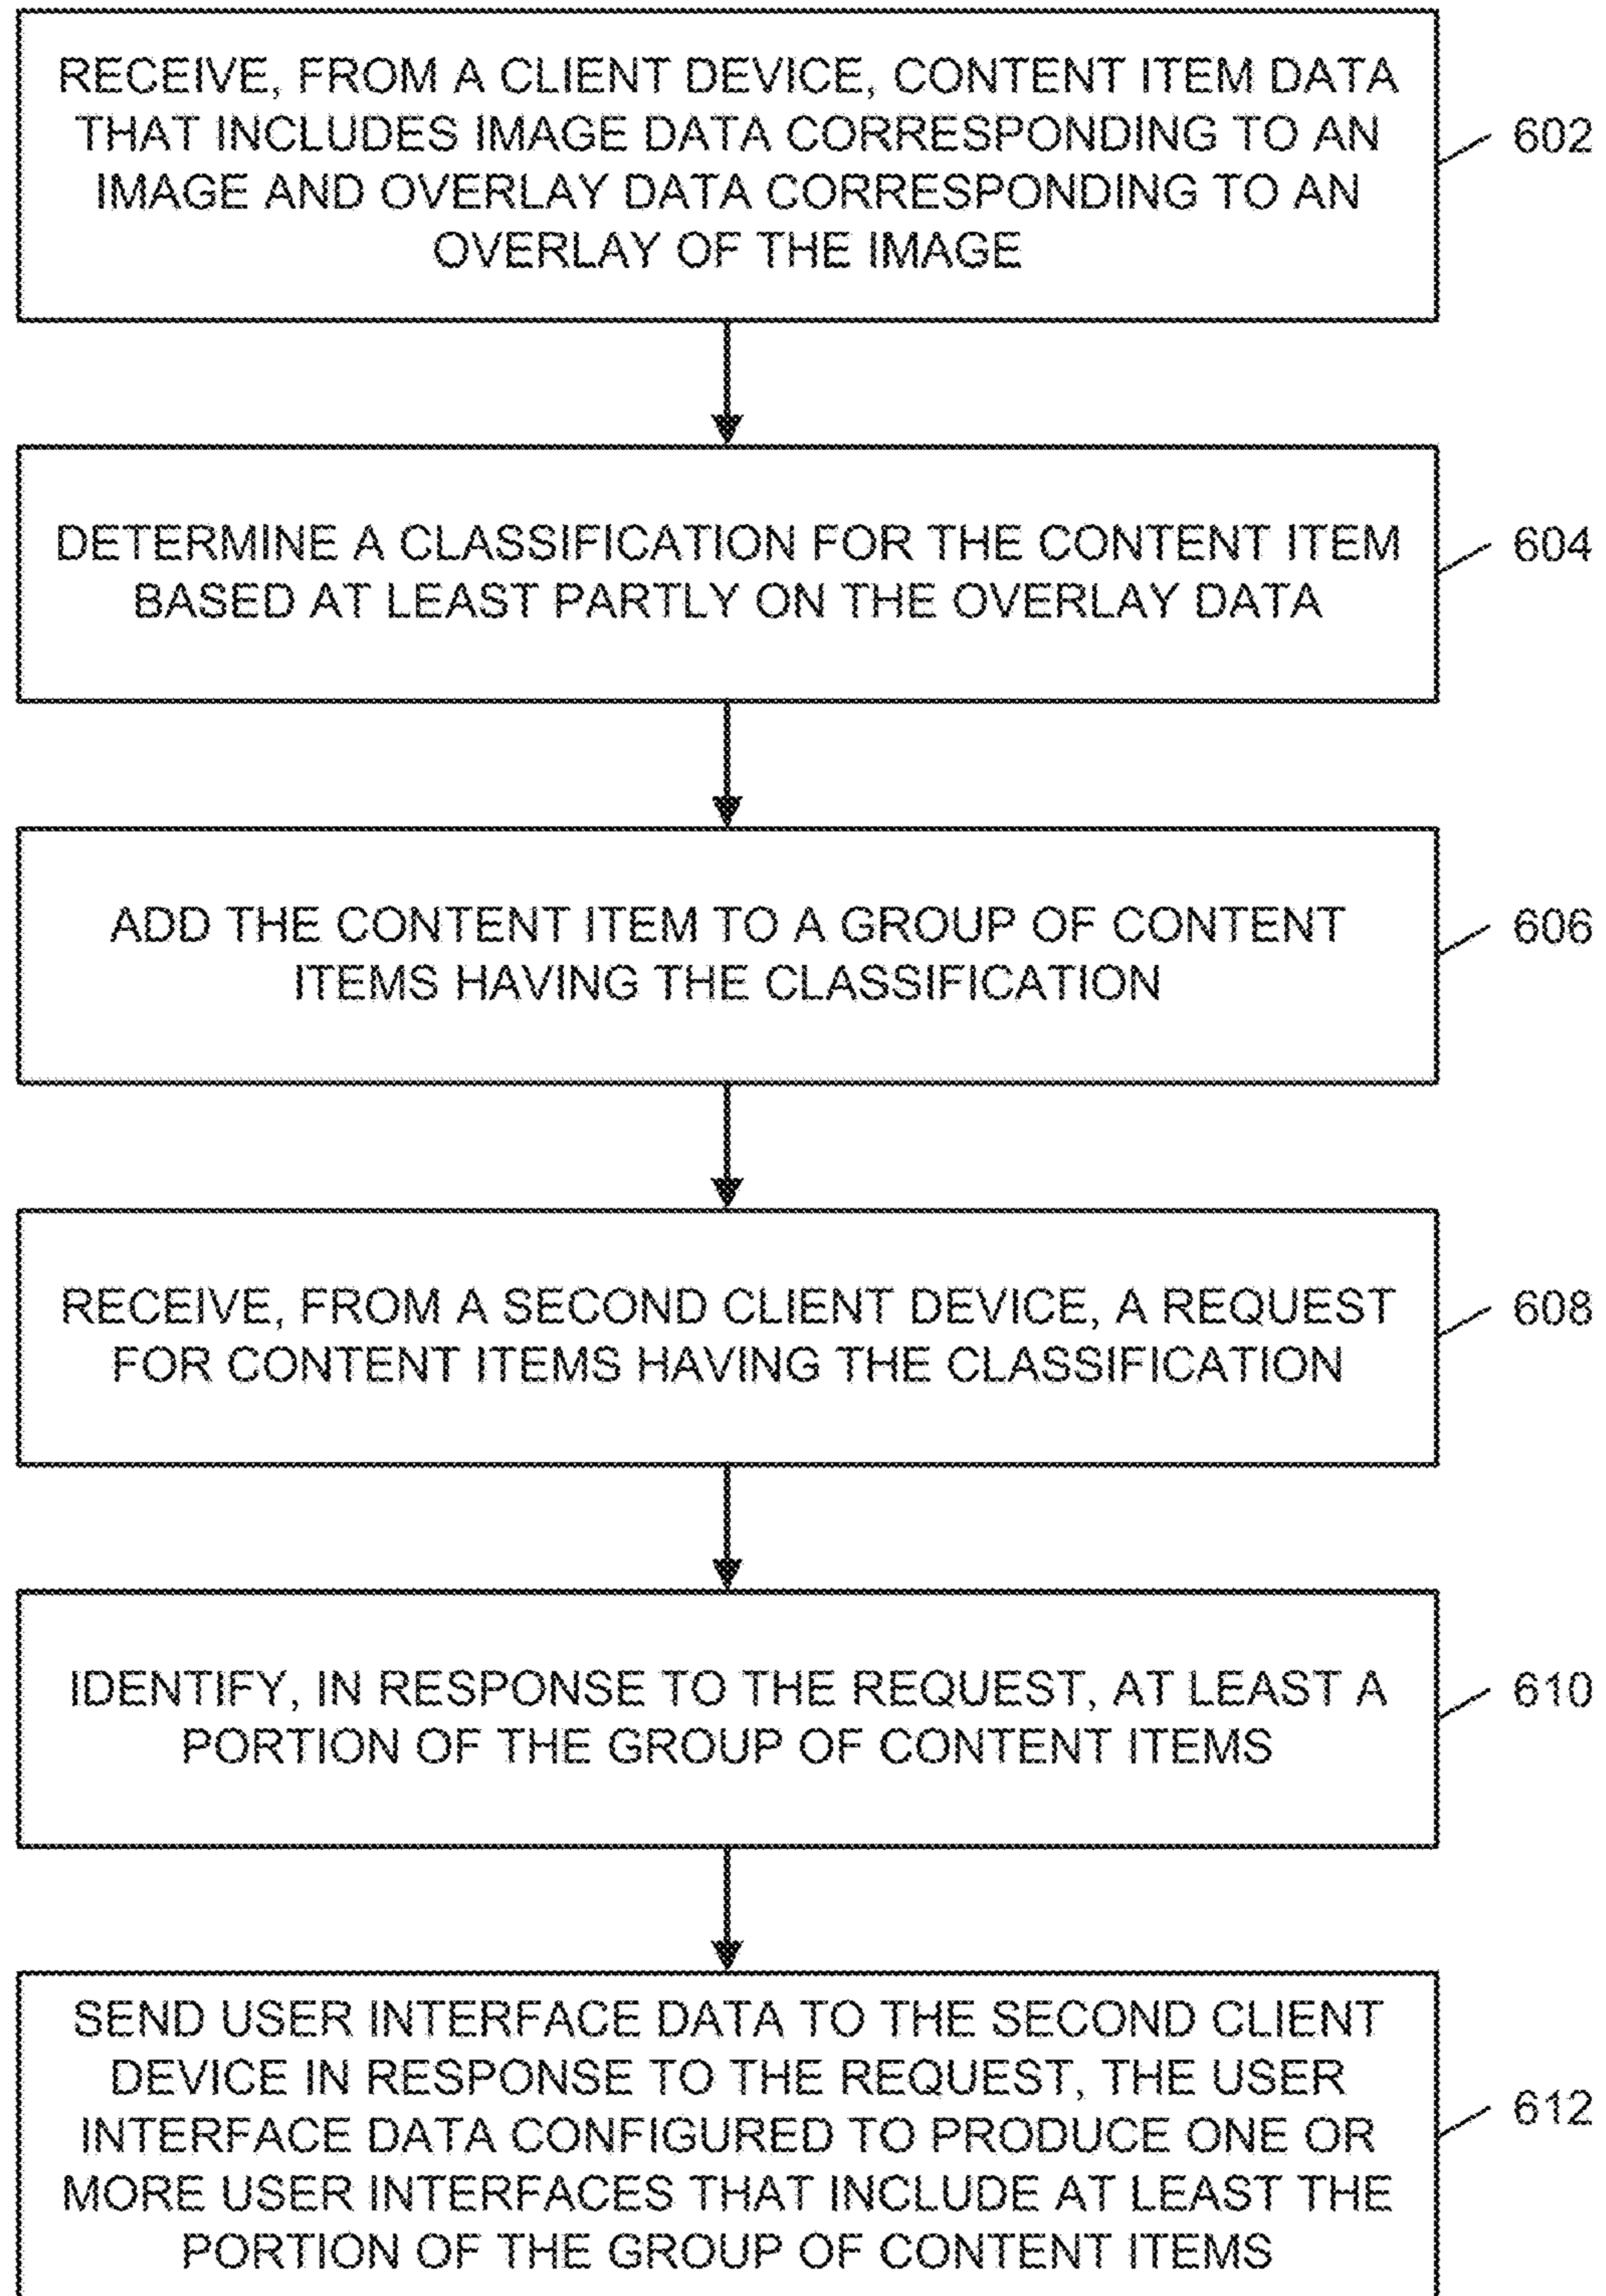 RECEIVE, FROM A CLIENT DEVICE, CONTENT ITEM DATA
THAT INCLUDES IMAGE DATA CORRESPONDING TO AN
IMAGE AND OVERLAY DATA CORRESPONDING TO AN
OVERLAY OF THE IMAGE
602
DETERMINE A CLASSIFICATION FOR THE CONTENT ITEM
BASED AT LEAST PARTLY ON THE OVERLAY DATA
604
ADD THE CONTENT ITEM TO A GROUP OF CONTENT
ITEMS HAVING THE CLASSIFICATION
606
RECEIVE, FROM A SECOND CLIENT DEVICE, A REQUEST
FOR CONTENT ITEMS HAVING THE CLASSIFICATION
608
IDENTIFY, IN RESPONSE TO THE REQUEST, AT LEAST A
PORTION OF THE GROUP OF CONTENT ITEMS
610
SEND USER INTERFACE DATA TO THE SECOND CLIENT
DEVICE IN RESPONSE TO THE REQUEST, THE USER
INTERFACE DATA CONFIGURED TO PRODUCE ONE OR
MORE USER INTERFACES THAT INCLUDE AT LEAST THE
PORTION OF THE GROUP OF CONTENT ITEMS
612